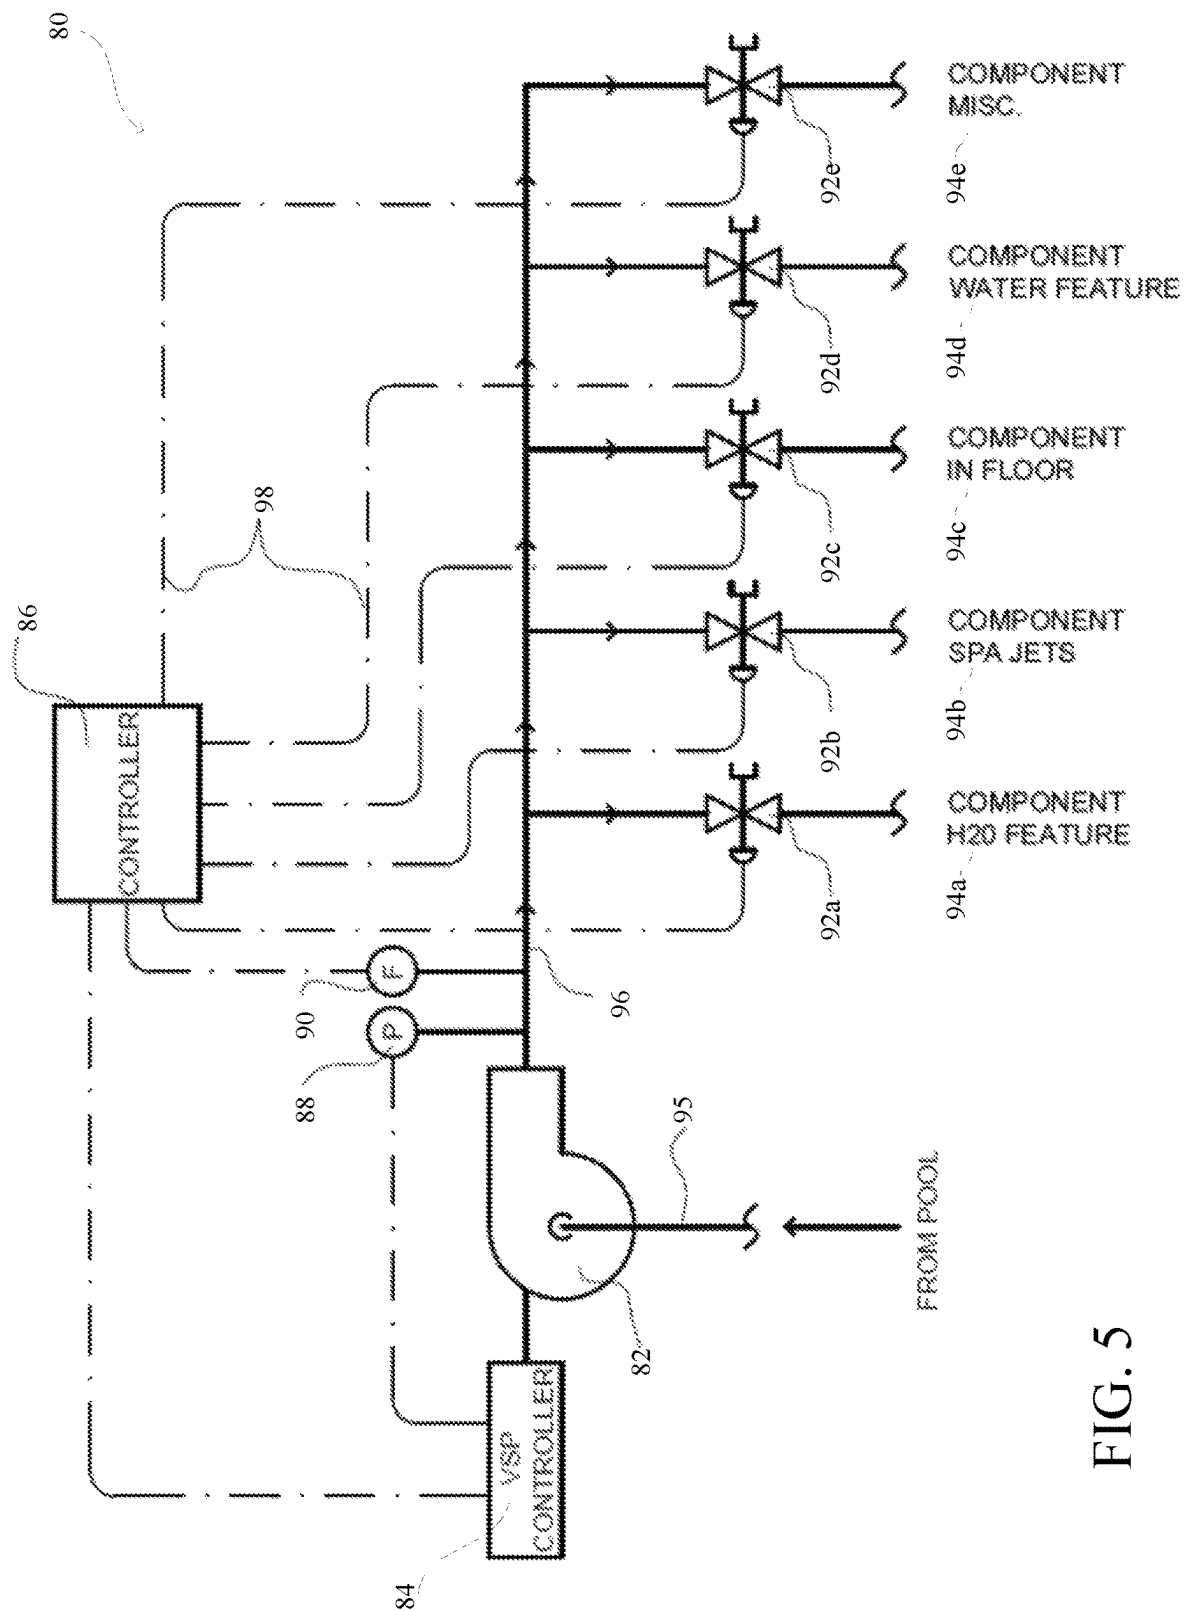 80
86
CONTROLLER
98
90
F
88
P
84
VSP
CONTROLLER
82
95
96
FROM POOL
92a
92b
92c
92d
92e
COMPONENT
H20 FEATURE
94a
COMPONENT
SPA JETS
94b
COMPONENT
IN FLOOR
94c
COMPONENT
WATER FEATURE
94d
COMPONENT
MISC.
94e
FIG. 5